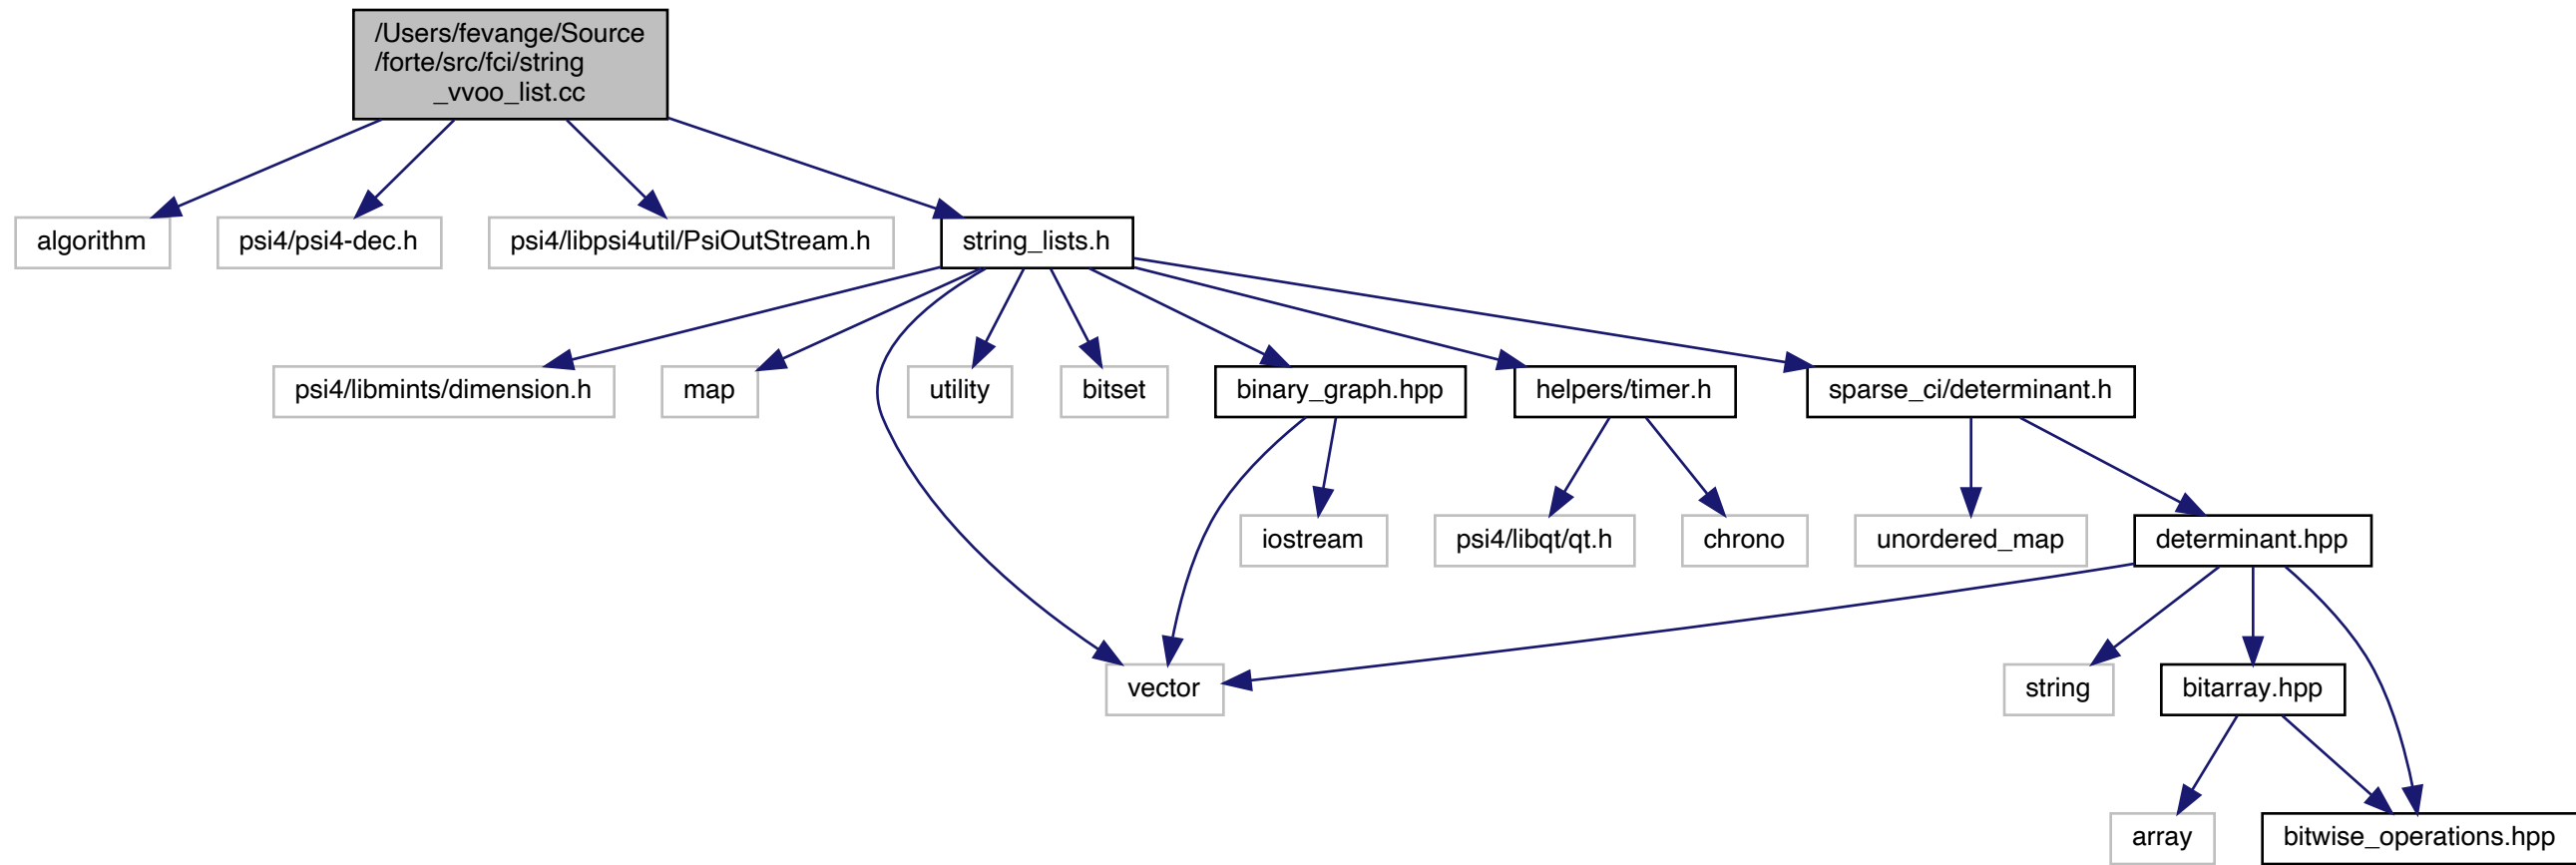 /Users/fevange/Source
/forte/src/fci/string
_vvoo_list.cc
algorithm
psi4/psi4-dec.h
psi4/libpsi4util/PsiOutStream.h
string_lists.h
psi4/libmints/dimension.h
map
utility
bitset
binary_graph.hpp
helpers/timer.h
sparse_ci/determinant.h
iostream
psi4/libqt/qt.h
chrono
unordered_map
determinant.hpp
vector
string
bitarray.hpp
array
bitwise_operations.hpp